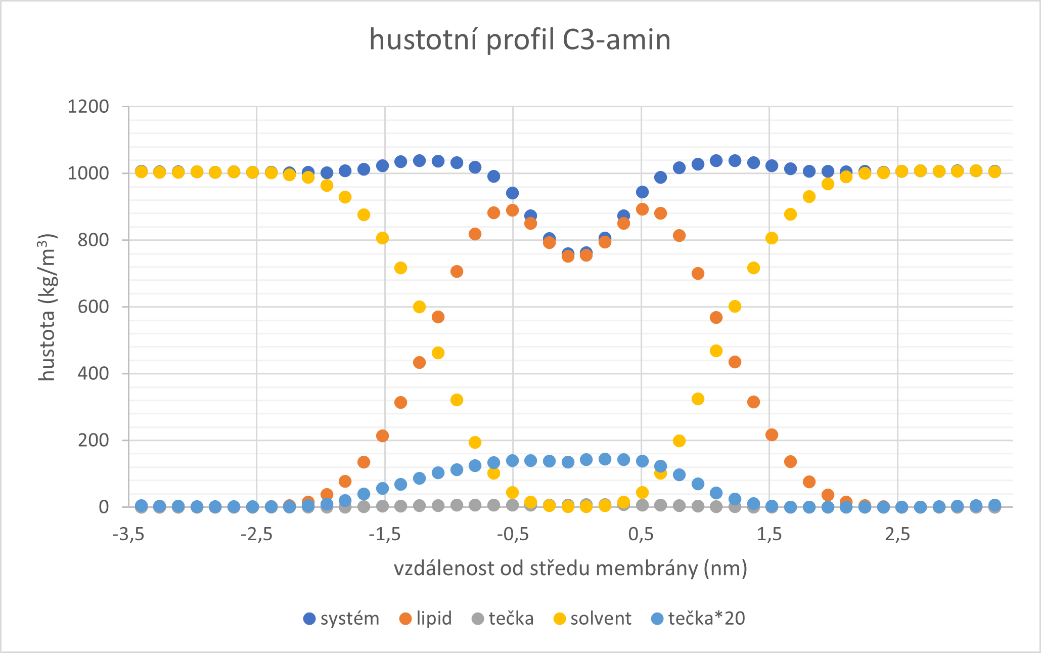 hustotní profil C3-amin
1200
1000
800
600
400
200
0
hustota (kg/m³)
-3,5 -2,5 -1,5 -0,5 0,5 1,5 2,5
vzdálenost od středu membrány (nm)
systém lipid tečka solvent tečka*20